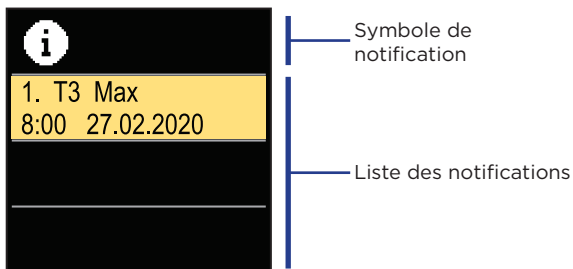 i
Symbole de
notification
1. T3 Max
8:00 27.02.2020
Liste des notifications